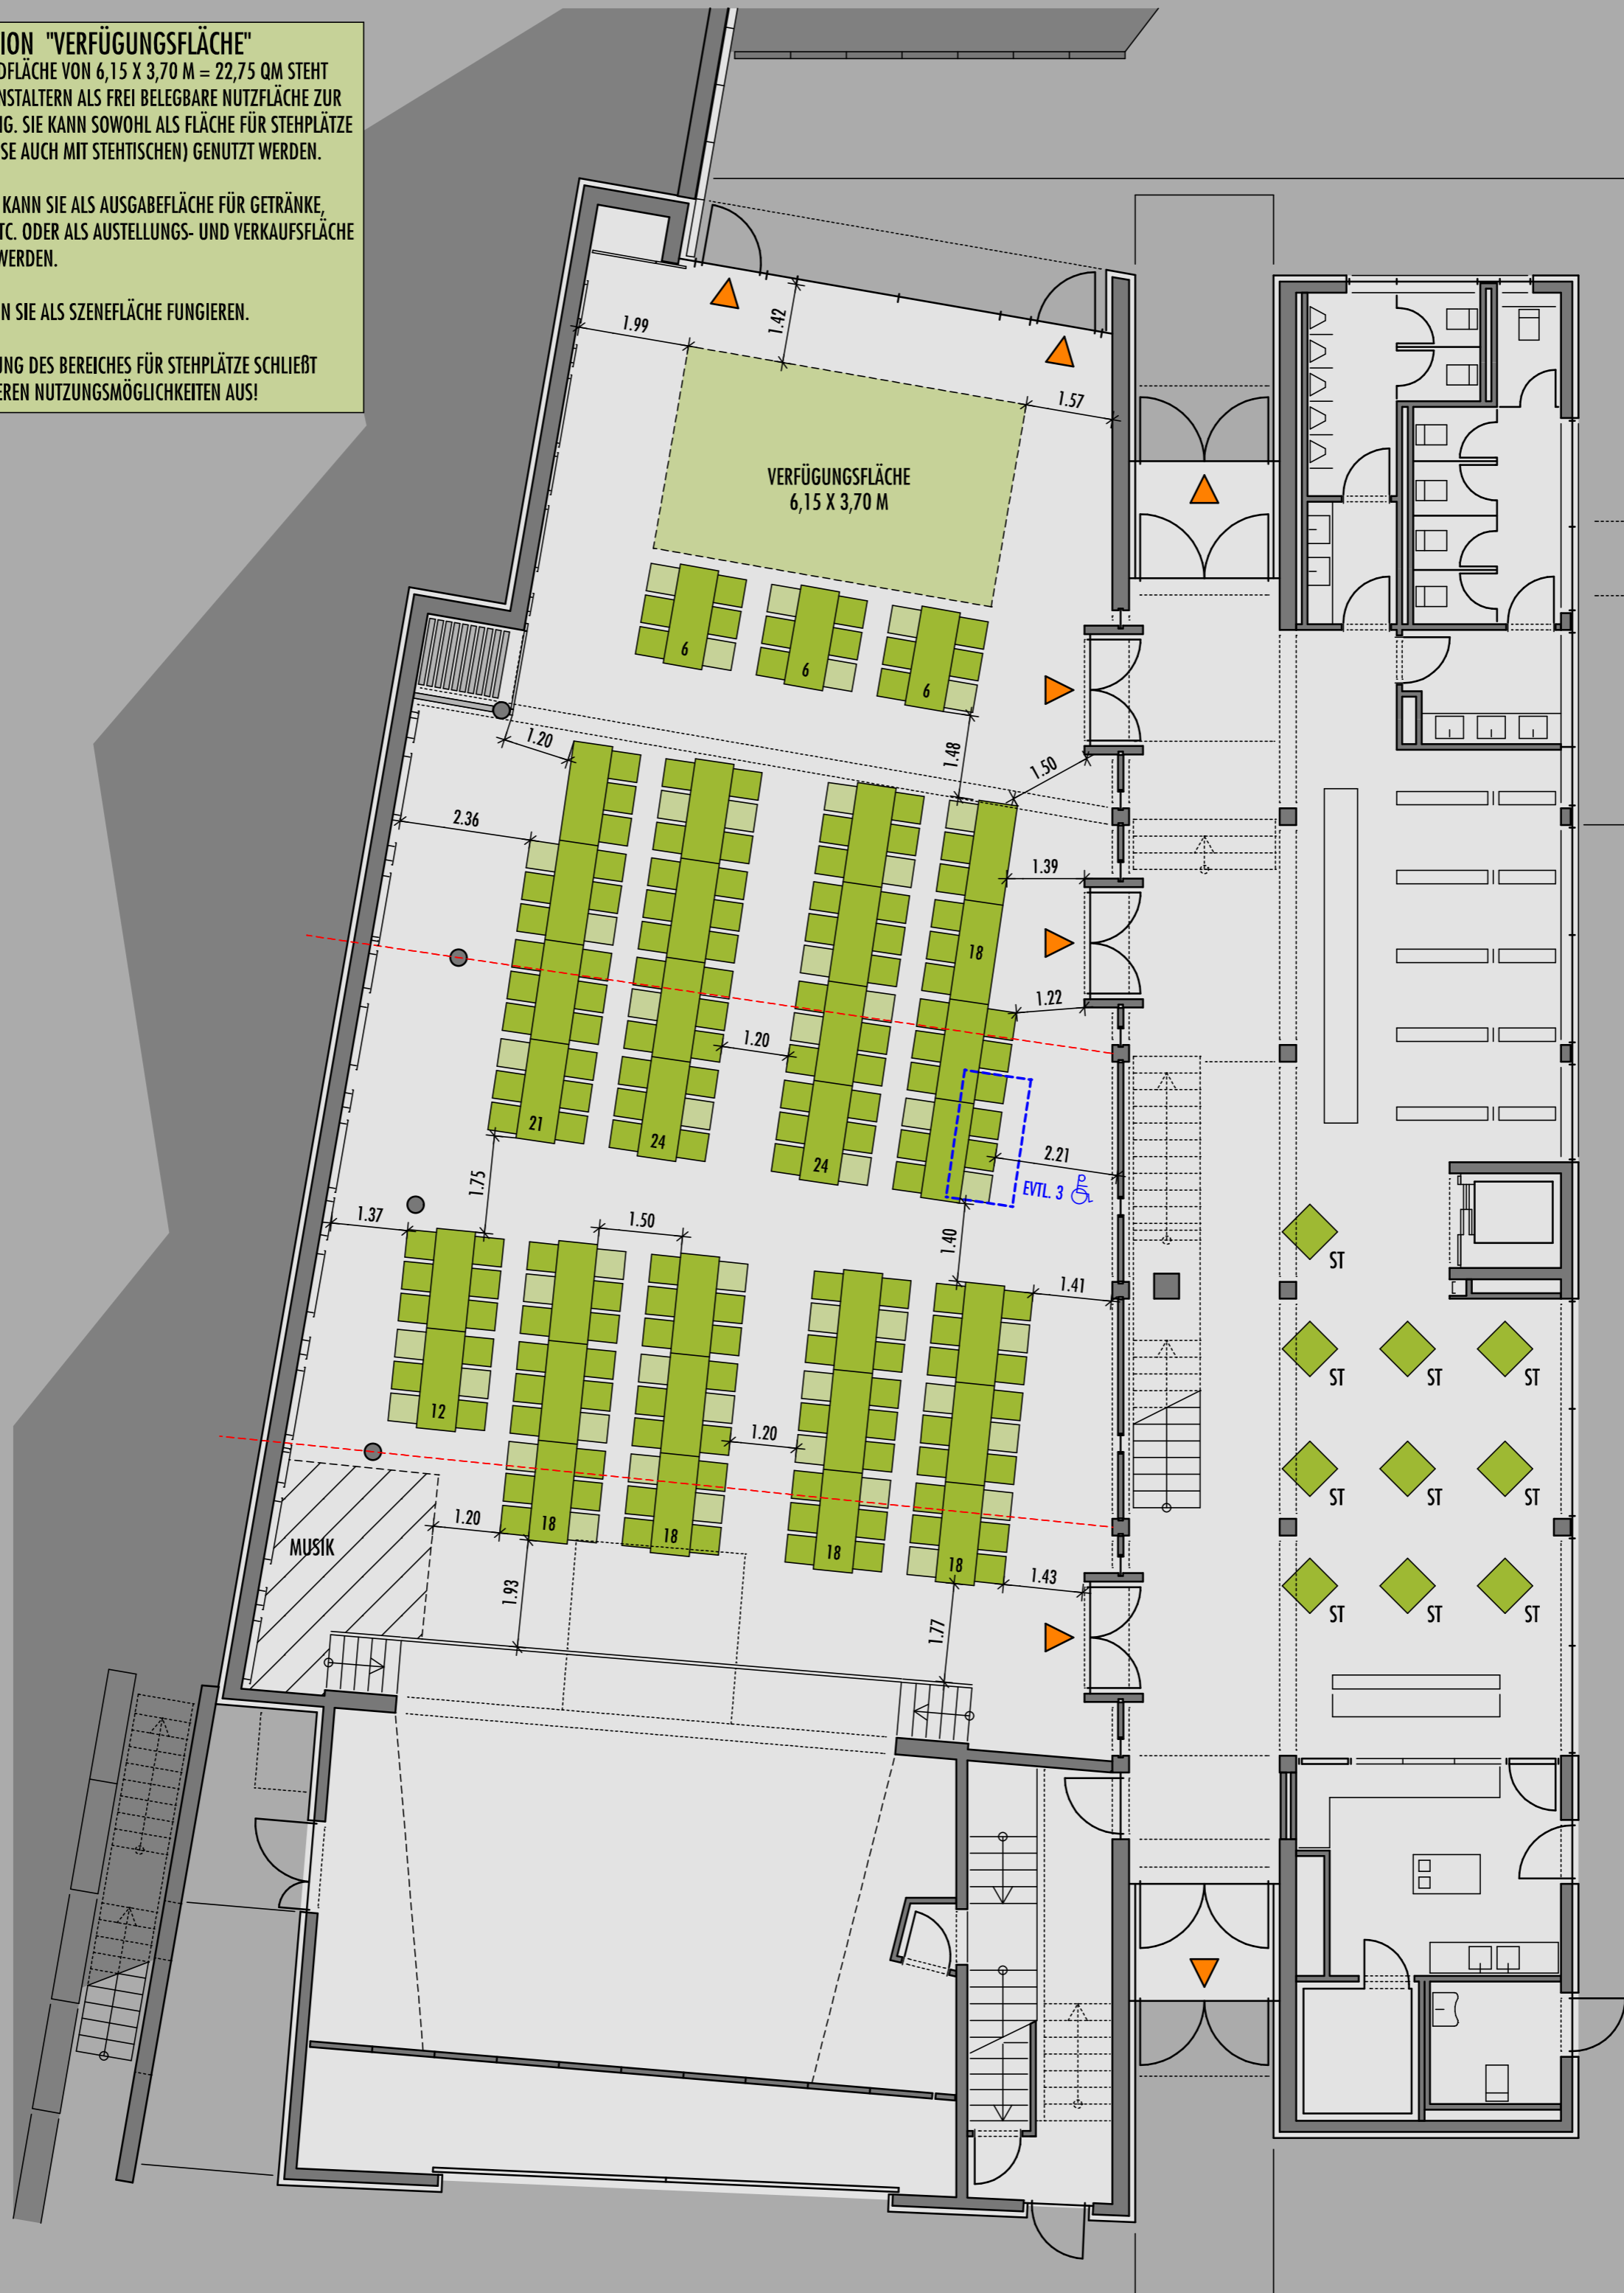 ION "VERFÜGUNGSFLÄCHE"
DFLÄCHE VON 6,15 X 3,70 M = 22,75 QM STEHT
NSTALTERN ALS FREI BELEGBARE NUTZFLÄCHE ZUR
G. SIE KANN SOWOHL ALS FLÄCHE FÜR STEHPLÄTZE
SE AUCH MIT STEHTISCHEN) GENUTZT WERDEN.
KANN SIE ALS AUSGABEFLÄCHE FÜR GETRÄNKE,
TC. ODER ALS AUSTELLUNGS- UND VERKAUFSFLÄCHE
WERDEN.
N SIE ALS SZENEFLÄCHE FUNGIEREN.
UNG DES BEREICHES FÜR STEHPLÄTZE SCHLIEßT
EREN NUTZUNGSMÖGLICHKEITEN AUS!
1.99
1.42
1.57
VERFÜGUNGSFLÄCHE
6,15 X 3,70 M
6
6
6
1.20
1.48
1.50
2.36
1.39
18
1.22
1.20
21
24
24
2.21
EVTL. 3
1.75
1.37
1.50
1.40
1.41
ST
ST
ST
ST
12
1.20
ST
ST
ST
1.20
18
18
18
18
MUSIK
1.93
1.43
1.77
ST
ST
ST